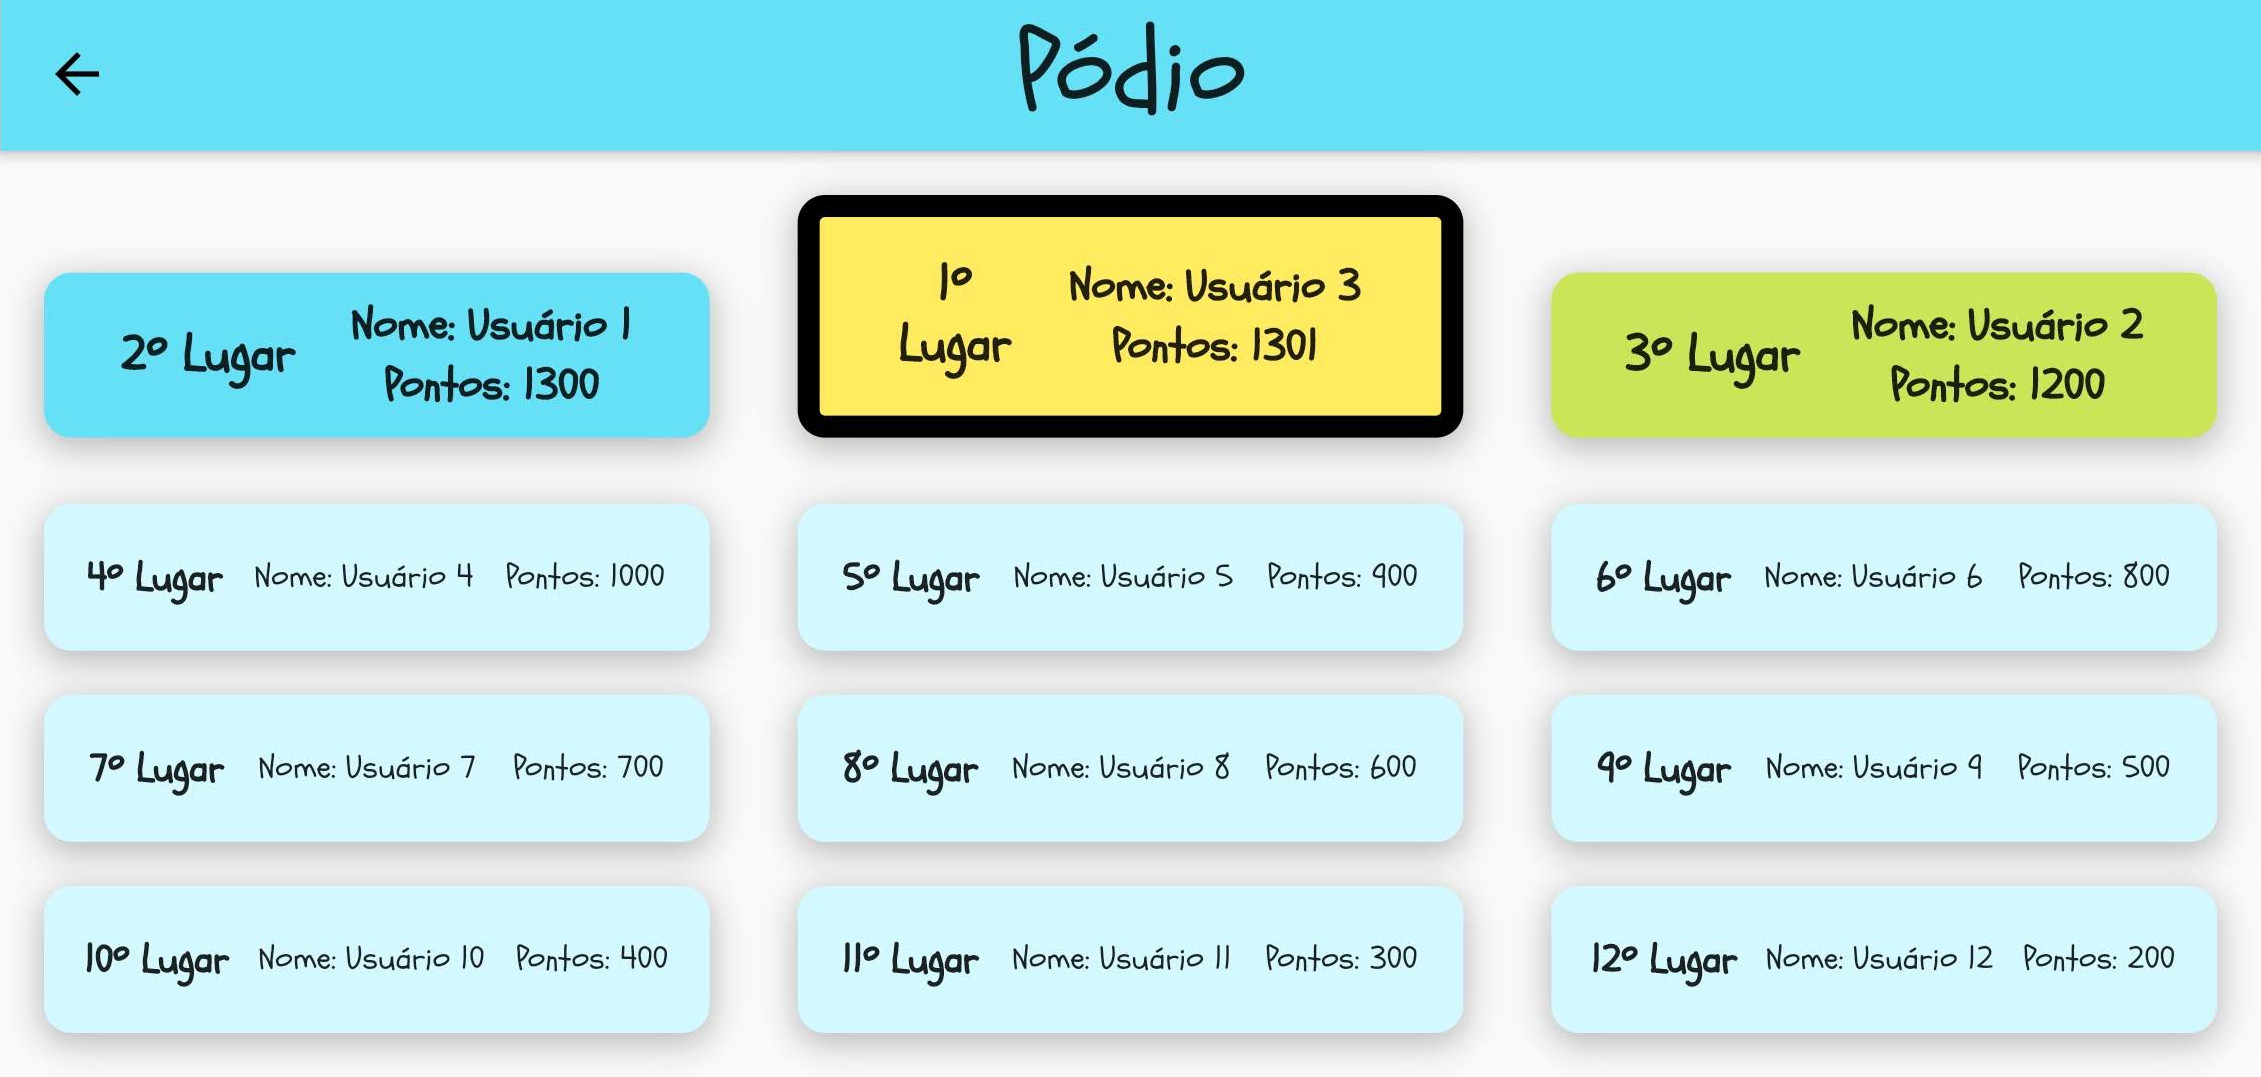 Pódio
2º Lugar
Nome: Usuário 1
Pontos: 1300
1º
Lugar
Nome: Usuário 3
Pontos: 1301
3º Lugar
Nome: Usuário 2
Pontos: 1200
4º Lugar Nome: Usuário 4 Pontos: 1000
5º Lugar Nome: Usuário 5 Pontos: 900
6º Lugar Nome: Usuário 6 Pontos: 800
7º Lugar Nome: Usuário 7 Pontos: 700
8º Lugar Nome: Usuário 8 Pontos: 600
9º Lugar Nome: Usuário 9 Pontos: 500
10º Lugar Nome: Usuário 10 Pontos: 400
11º Lugar Nome: Usuário 11 Pontos: 300
12º Lugar Nome: Usuário 12 Pontos: 200